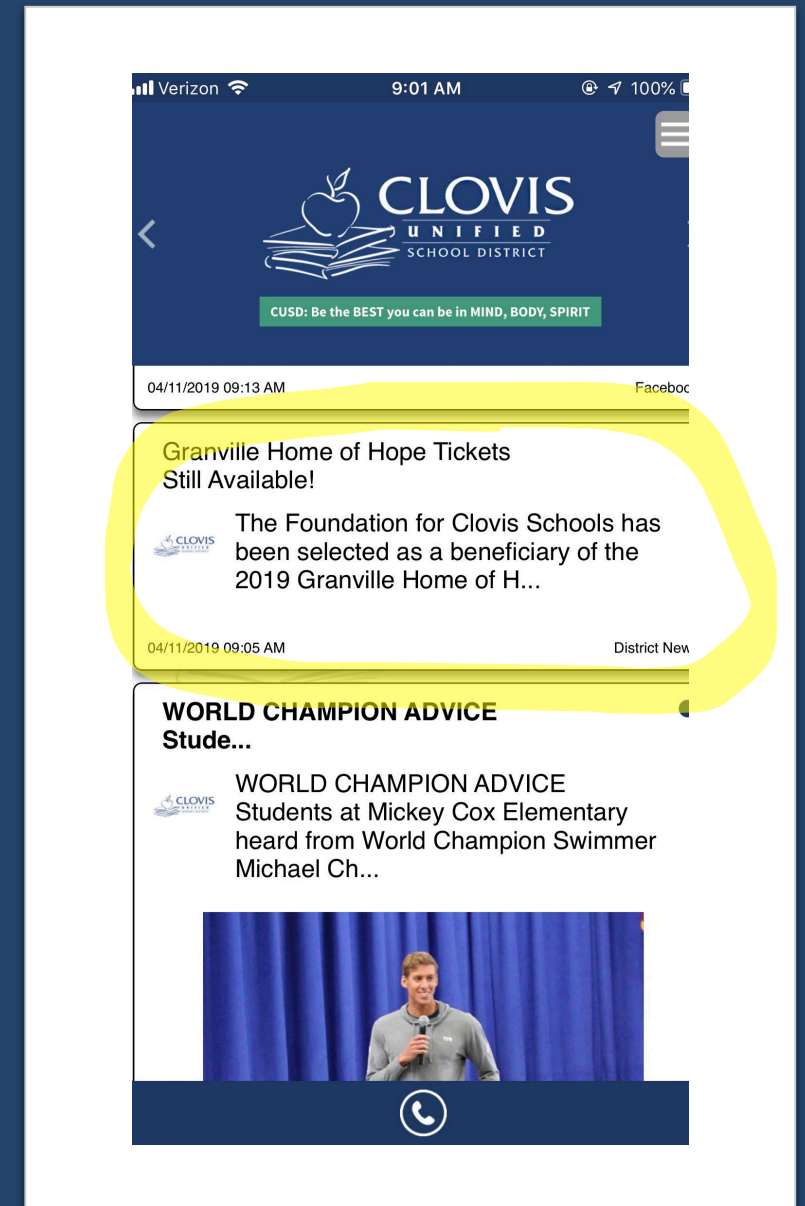 Verizon 9:01 AM 100%
CLOVIS
UNIFIED
SCHOOL DISTRICT
CUSD: Be the BEST you can be in MIND, BODY, SPIRIT
04/11/2019 09:13 AM Faceboo
Granville Home of Hope Tickets
Still Available!
The Foundation for Clovis Schools has
CLOVIS
been selected as a beneficiary of the
2019 Granville Home of H...
04/11/2019 09:05 AM District New
WORLD CHAMPION ADVICE
Stude...
WORLD CHAMPION ADVICE
CLOVIS
Students at Mickey Cox Elementary
heard from World Champion Swimmer
Michael Ch...